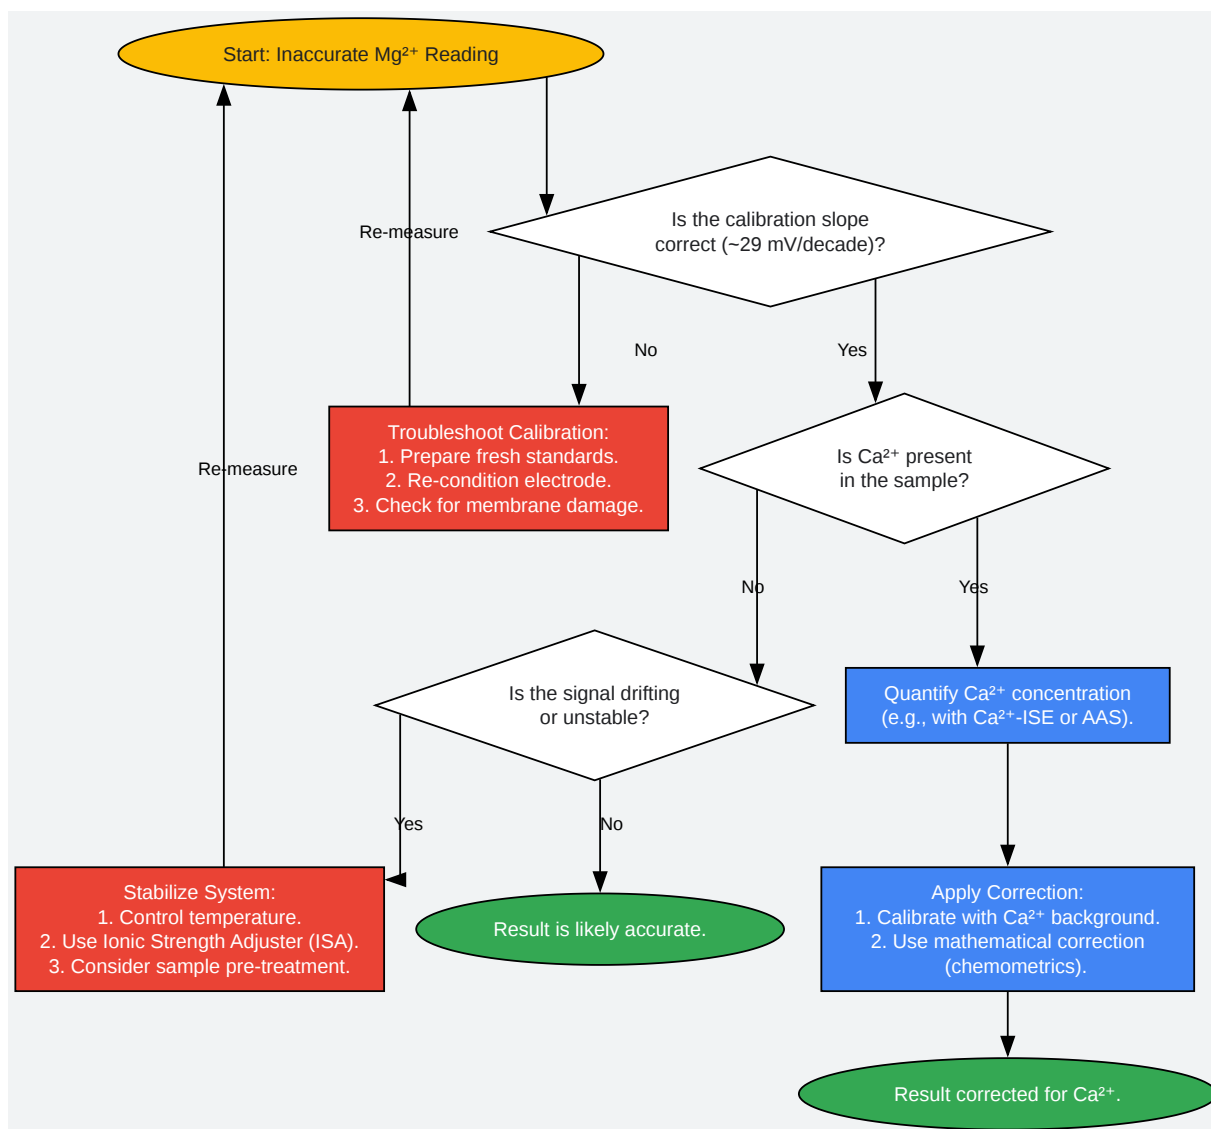 Start: Inaccurate Mg²⁺ Reading
Re-measure
Is the calibration slope
correct (~29 mV/decade)?
No
Yes
Troubleshoot Calibration:
1. Prepare fresh standards.
2. Re-condition electrode.
3. Check for membrane damage.
Re-measure
Is Ca²⁺ present
in the sample?
No
Yes
Is the signal drifting
or unstable?
Quantify Ca²⁺ concentration
(e.g., with Ca²⁺-ISE or AAS).
Yes
No
Stabilize System:
1. Control temperature.
2. Use Ionic Strength Adjuster (ISA).
3. Consider sample pre-treatment.
Result is likely accurate.
Apply Correction:
1. Calibrate with Ca²⁺ background.
2. Use mathematical correction
(chemometrics).
Result corrected for Ca²⁺.